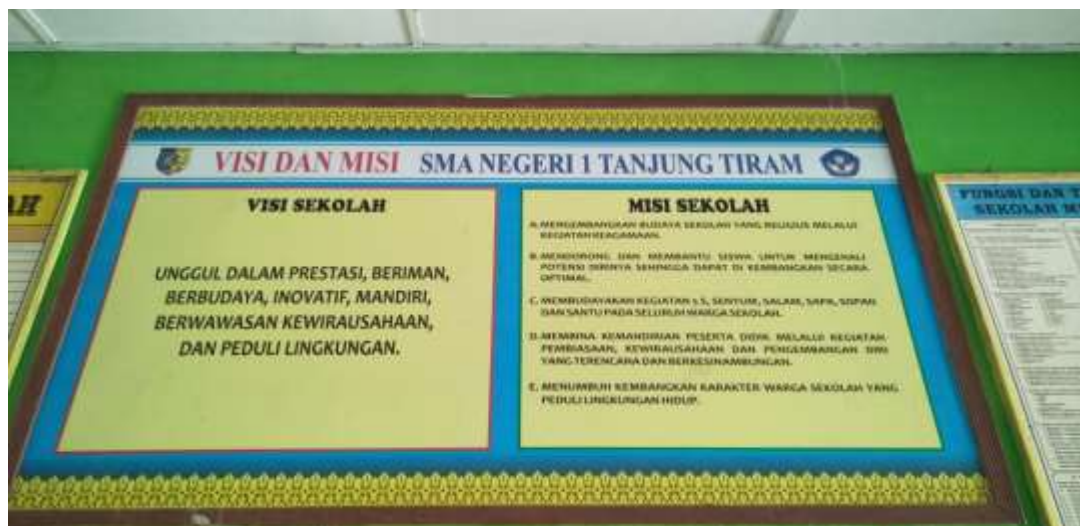 VISI DAN MISI SMA NEGERI 1 TANJUNG TIRAM
VISI SEKOLAH
UNGGUL DALAM PRESTASI, BERIMAN,
BERBUDAYA, INOVATIF, MANDIRI,
BERWAWASAN KEWIRAUSAHAAN,
DAN PEDULI LINGKUNGAN.
MISI SEKOLAH
A. MENGEMBANGKAN BUDAYA SEKOLAH YANG RELIGIUS MELALUI
KEGIATAN KEAGAMAAN.
B. MENDORONG DAN MEMBANTU SISWA UNTUK MENGENALI
POTENSI DIRINYA SEHINGGA DAPAT DI KEMBANGKAN SECARA
OPTIMAL.
C. MEMBUDAYAKAN KEGIATAN 5 S, SENYUM, SALAM, SAPA, SOPAN
DAN SANTU PADA SELURUH WARGA SEKOLAH.
D. MEMBINA KEMANDIRIAN PESERTA DIDIK MELALUI KEGIATAN
PEMBIASAAN, KEWIRAUSAHAAN DAN PENGEMBANGAN DIRI
YANG TERENCANA DAN BERKESINAMBUNGAN.
E. MENUMBUH KEMBANGKAN KARAKTER WARGA SEKOLAH YANG
PEDULI LINGKUNGAN HIDUP.
AH
FUNGSI DAN T
SEKOLAH M